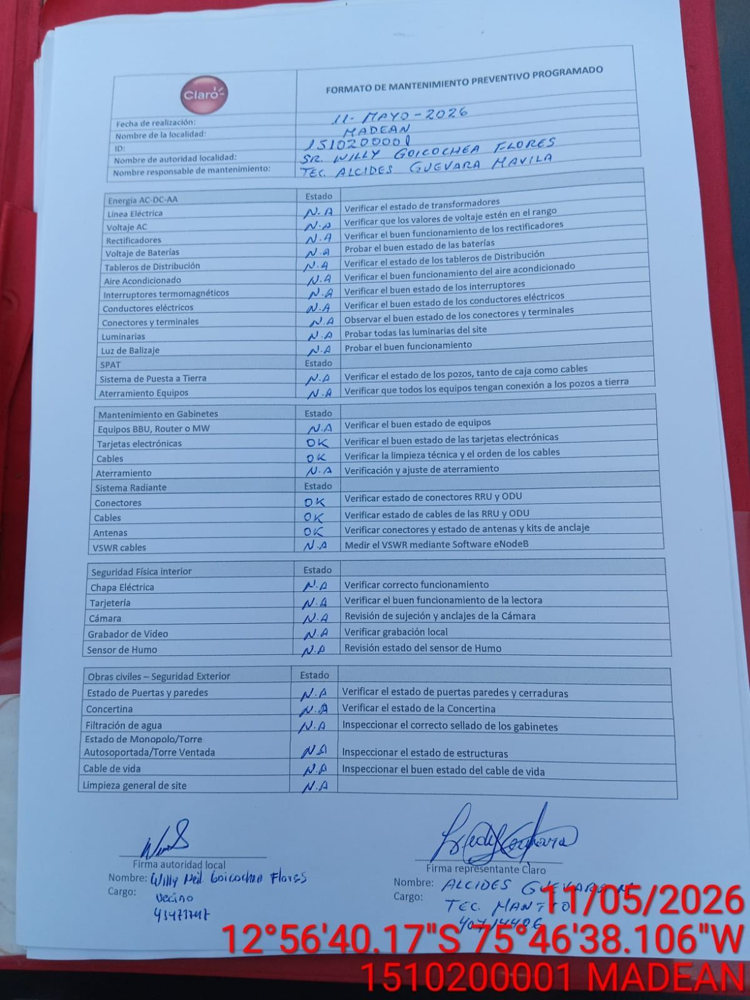 Claro
FORMATO DE MANTENIMIENTO PREVENTIVO PROGRAMADO
Fecha de realización: 11- MAYO-2026
Nombre de la localidad: MADEAN
ID: 1510200001
Nombre de autoridad localidad: SR. WILLY GOICOCHEA FLORES
Nombre responsable de mantenimiento: TEC. ALCIDES GUEVARA MAVILA
Energía AC-DC-AA Estado
Línea Eléctrica N.A Verificar el estado de transformadores
Voltaje AC N.A Verificar que los valores de voltaje estén en el rango
Rectificadores N.A Verificar el buen funcionamiento de los rectificadores
Voltaje de Baterías N.A Probar el buen estado de las baterías
Tableros de Distribución N.A Verificar el estado de los tableros de Distribución
Aire Acondicionado N.A Verificar el buen funcionamiento del aire acondicionado
Interruptores termomagnéticos N.A Verificar el buen estado de los interruptores
Conductores eléctricos N.A Verificar el buen estado de los conductores eléctricos
Conectores y terminales N.A Observar el buen estado de los conectores y terminales
Luminarias N.A Probar todas las luminarias del site
Luz de Balizaje N.A Probar el buen funcionamiento
SPAT Estado
Sistema de Puesta a Tierra N.A Verificar el estado de los pozos, tanto de caja como cables
Aterramiento Equipos N.A Verificar que todos los equipos tengan conexión a los pozos a tierra
Mantenimiento en Gabinetes Estado
Equipos BBU, Router o MW N.A Verificar el buen estado de equipos
Tarjetas electrónicas OK Verificar el buen estado de las tarjetas electrónicas
Cables OK Verificar la limpieza técnica y el orden de los cables
Aterramiento N.A Verificación y ajuste de aterramiento
Sistema Radiante Estado
Conectores OK Verificar estado de conectores RRU y ODU
Cables OK Verificar estado de cables de las RRU y ODU
Antenas OK Verificar conectores y estado de antenas y kits de anclaje
VSWR cables N.A Medir el VSWR mediante Software eNodeB
Seguridad Física interior Estado
Chapa Eléctrica N.A Verificar correcto funcionamiento
Tarjetería N.A Verificar el buen funcionamiento de la lectora
Cámara N.A Revisión de sujeción y anclajes de la Cámara
Grabador de Video N.A Verificar grabación local
Sensor de Humo N.A Revisión estado del sensor de Humo
Obras civiles – Seguridad Exterior Estado
Estado de Puertas y paredes N.A Verificar el estado de puertas paredes y cerraduras
Concertina N.A Verificar el estado de la Concertina
Filtración de agua N.A Inspeccionar el correcto sellado de los gabinetes
Estado de Monopolo/Torre
Autosoportada/Torre Ventada N.A Inspeccionar el estado de estructuras
Cable de vida N.A Inspeccionar el buen estado del cable de vida
Limpieza general de site N.A
Firma autoridad local
Nombre: Willy Neil Goicochea Flores
Cargo: Vecino
Firma representante Claro
Nombre: ALCIDES GUEVARA M
Cargo: TEC. MANTTO
11/05/2026
12°56'40.17"S 75°46'38.106"W
1510200001 MADEAN